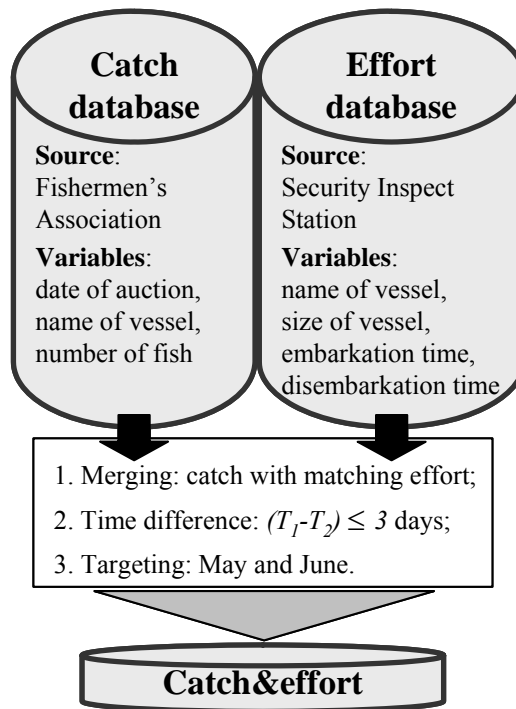 Catch
database
Source:
Fishermen's
Association
Variables:
date of auction,
name of vessel,
number of fish
Effort
database
Source:
Security Inspect
Station
Variables:
name of vessel,
size of vessel,
embarkation time,
disembarkation time
1. Merging: catch with matching effort;
2. Time difference: (T₁-T₂) ≤ 3 days;
3. Targeting: May and June.
Catch&effort